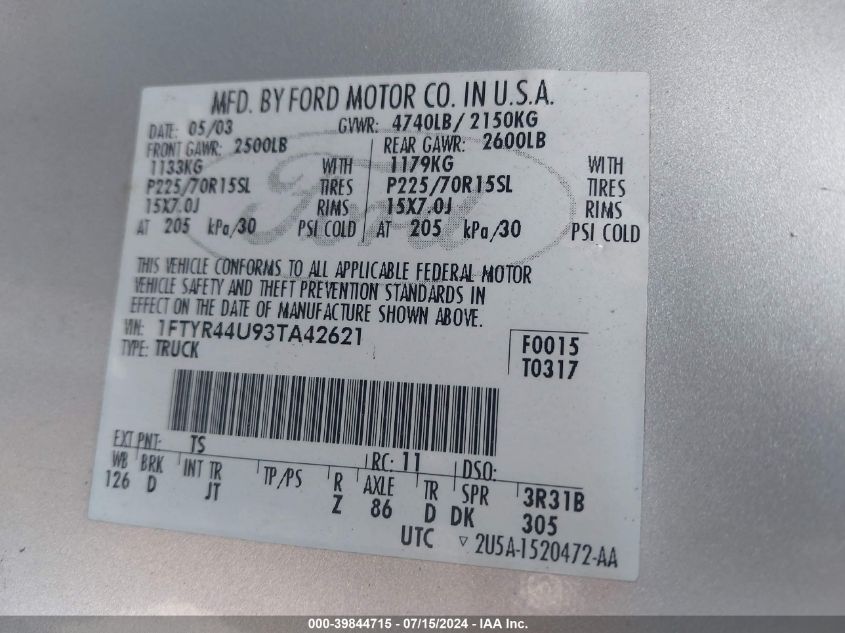 MFD. BY FORD MOTOR CO. IN U.S.A.
DATE: 05/03 GVWR: 4740LB/ 2150KG
FRONT GAWR: 2500LB REAR GAWR: 2600LB
1133KG WITH 1179KG WITH
P225/70R15SL TIRES P225/70R15SL TIRES
15X7.0J RIMS 15X7.0J RIMS
AT 205 kPa/30 PSI COLD AT 205 kPa/30 PSI COLD
Ford
THIS VEHICLE CONFORMS TO ALL APPLICABLE FEDERAL MOTOR
VEHICLE SAFETY AND THEFT PREVENTION STANDARDS IN
EFFECT ON THE DATE OF MANUFACTURE SHOWN ABOVE.
VIN: 1FTYR44U93TA42621
TYPE: TRUCK
F0015
T0317
EXT PNT: TS RC: 11 DSO:
WB BRK INT TR TP/PS R AXLE TR SPR 3R31B
126 D JT Z 86 D DK 305
UTC ▽ 2U5A-1520472-AA
000-39844715 - 07/15/2024 - IAA Inc.